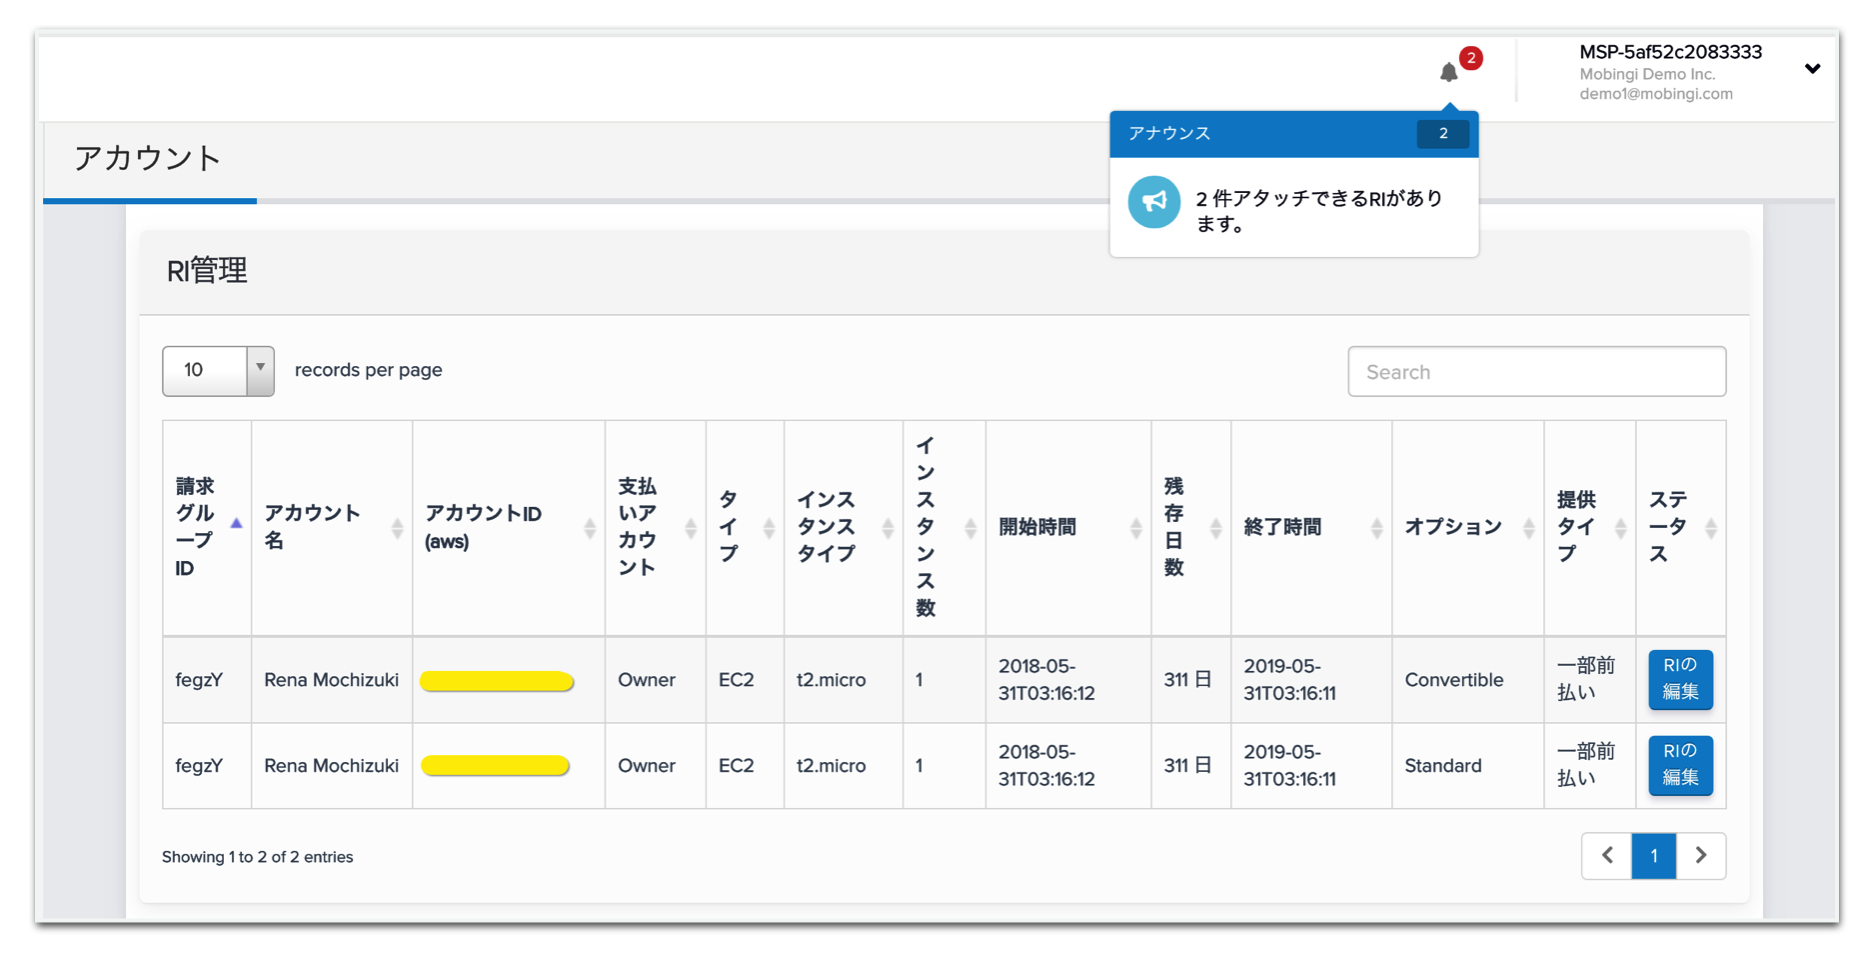 2
MSP-5af52c2083333
Mobingi Demo Inc.
demo1@mobingi.com
アナウンス 2
2 件アタッチできるRIがあり
ます。
アカウント
RI管理
10 records per page
Search
請求
グル
ープ
ID
アカウント
名
アカウントID
(aws)
支払
いア
カウ
ント
タ
イ
プ
インス
タンス
タイプ
イ
ン
ス
タ
ン
ス
数
開始時間
残
存
日
数
終了時間
オプション
提供
タイ
プ
ステ
ータ
ス
fegzY
Rena Mochizuki
Owner
EC2
t2.micro
1
2018-05-
31T03:16:12
311 日
2019-05-
31T03:16:11
Convertible
一部前
払い
RIの
編集
fegzY
Rena Mochizuki
Owner
EC2
t2.micro
1
2018-05-
31T03:16:12
311 日
2019-05-
31T03:16:11
Standard
一部前
払い
RIの
編集
Showing 1 to 2 of 2 entries
1